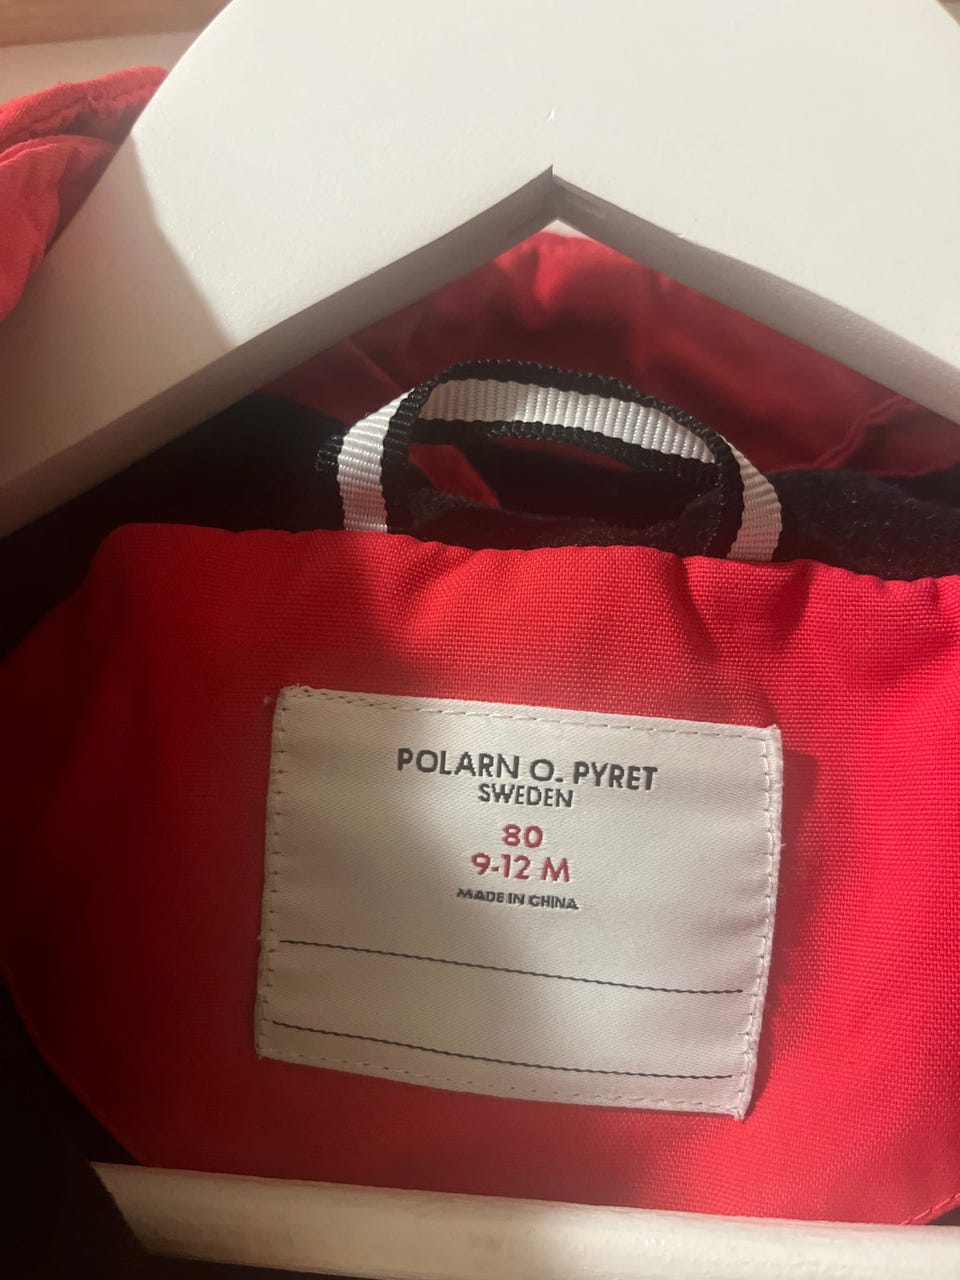 POLARN O. PYRET
SWEDEN
80
9-12 M
MADE IN CHINA